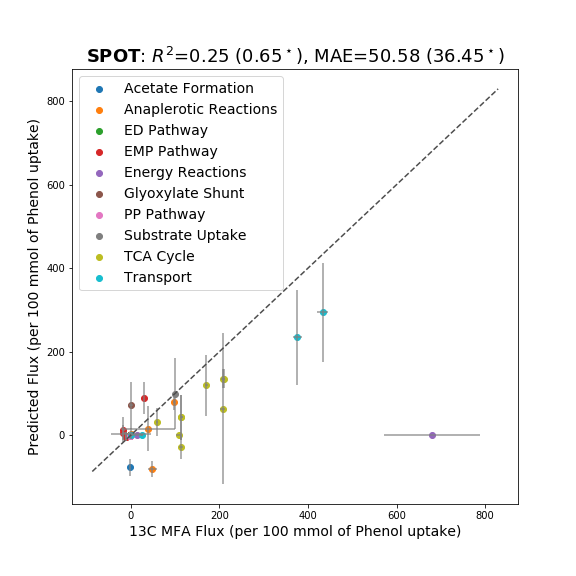 SPOT: R²=0.25 (0.65*), MAE=50.58 (36.45*)
Acetate Formation
Anaplerotic Reactions
ED Pathway
EMP Pathway
Energy Reactions
Glyoxylate Shunt
PP Pathway
Substrate Uptake
TCA Cycle
Transport
Predicted Flux (per 100 mmol of Phenol uptake)
800
600
400
200
0
0 200 400 600 800
13C MFA Flux (per 100 mmol of Phenol uptake)